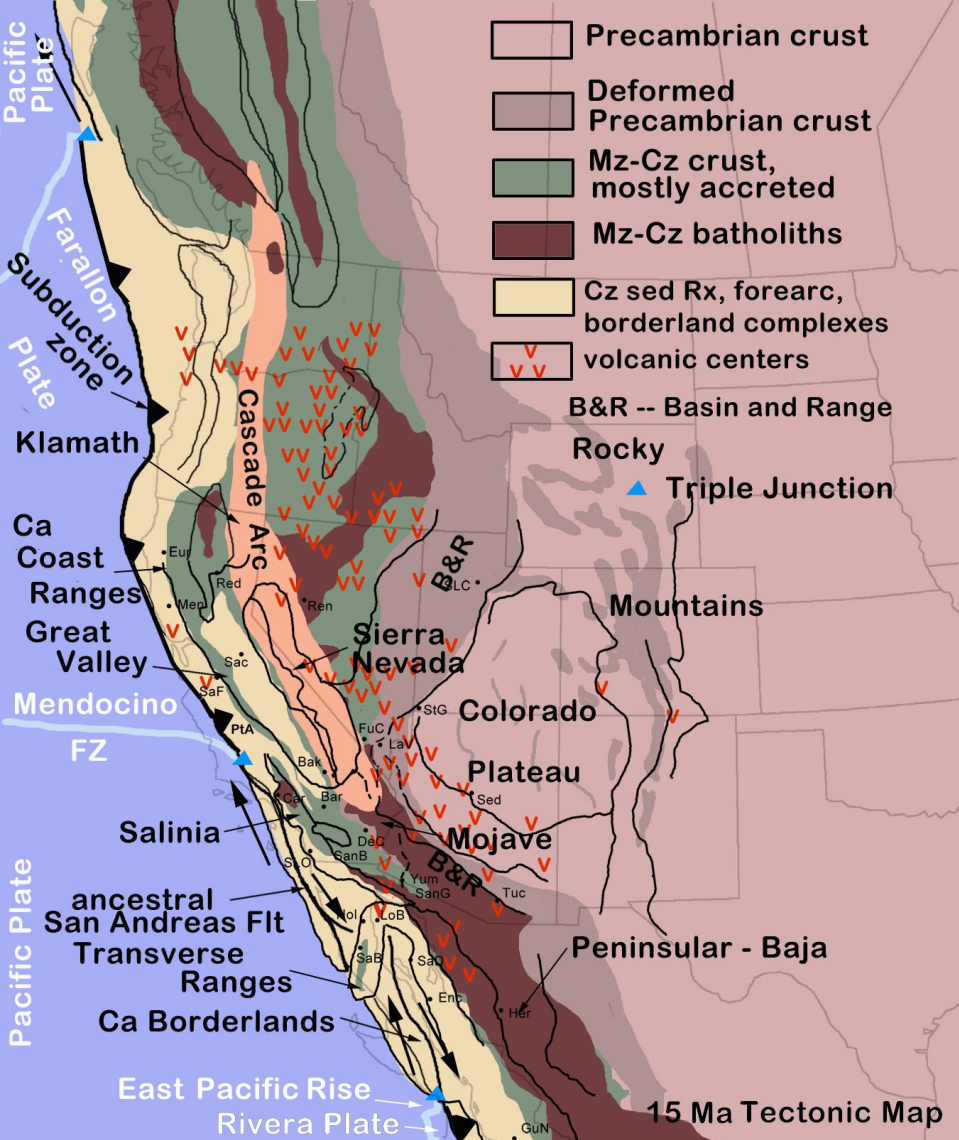 Pacific
Plate
Precambrian crust
Deformed
Precambrian crust
Mz-Cz crust,
mostly accreted
Mz-Cz batholiths
Cz sed Rx, forearc,
borderland complexes
volcanic centers
B&R -- Basin and Range
Rocky
Triple Junction
Farallon
Plate
Subduction
zone
Klamath
Cascade Arc
Ca
Coast
Ranges
Eur
Red
Men
Ren
B&R
SLC
Mountains
Great
Valley
Sierra
Nevada
Sac
SaF
Mendocino
FZ
PtA
StG
Colorado
Plateau
FuC
LaV
Bak
Bar
Car
Sed
Salinia
Mojave
DeC
SanB
SLO
B&R
Yum
SanG
Tuc
ancestral
San Andreas Flt
Hol
LoB
Transverse
Ranges
SaB
SaD
Peninsular - Baja
Enc
Her
Ca Borderlands
Pacific Plate
East Pacific Rise
Rivera Plate
GuN
15 Ma Tectonic Map